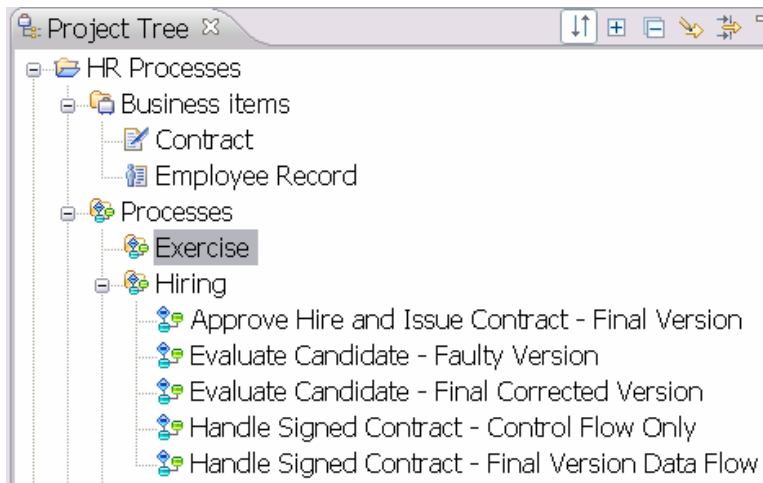 Project Tree
HR Processes
Business items
Contract
Employee Record
Processes
Exercise
Hiring
Approve Hire and Issue Contract - Final Version
Evaluate Candidate - Faulty Version
Evaluate Candidate - Final Corrected Version
Handle Signed Contract - Control Flow Only
Handle Signed Contract - Final Version Data Flow